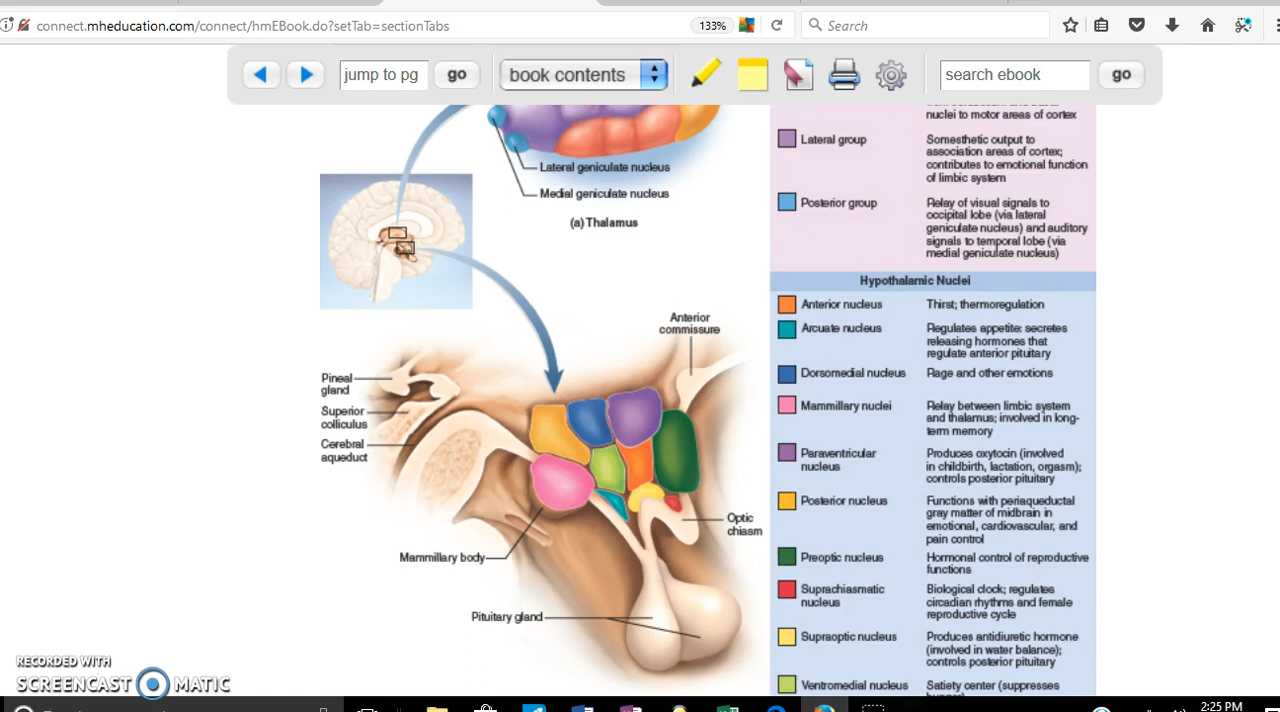 connect.mheducation.com/connect/hmEBook.do?setTab=sectionTabs
133%
Search
jump to pg
go
book contents
search ebook
go
nuclei to motor areas of cortex
Lateral group
Somesthetic output to
association areas of cortex;
contributes to emotional function
of limbic system
Posterior group
Relay of visual signals to
occipital lobe (via lateral
geniculate nucleus) and auditory
signals to temporal lobe (via
medial geniculate nucleus)
Lateral geniculate nucleus
Medial geniculate nucleus
(a) Thalamus
Hypothalamic Nuclei
Anterior nucleus
Thirst; thermoregulation
Arcuate nucleus
Regulates appetite: secretes
releasing hormones that
regulate anterior pituitary
Dorsomedial nucleus
Rage and other emotions
Mammillary nuclei
Relay between limbic system
and thalamus; involved in long-
term memory
Paraventricular
nucleus
Produces oxytocin (involved
in childbirth, lactation, orgasm);
controls posterior pituitary
Posterior nucleus
Functions with periaqueductal
gray matter of midbrain in
emotional, cardiovascular, and
pain control
Preoptic nucleus
Hormonal control of reproductive
functions
Suprachiasmatic
nucleus
Biological clock; regulates
circadian rhythms and female
reproductive cycle
Supraoptic nucleus
Produces antidiuretic hormone
(involved in water balance);
controls posterior pituitary
Ventromedial nucleus
Satiety center (suppresses
Anterior
commissure
Pineal
gland
Superior
colliculus
Cerebral
aqueduct
Optic
chiasm
Mammillary body
Pituitary gland
RECORDED WITH
SCREENCAST MATIC
2:25 PM